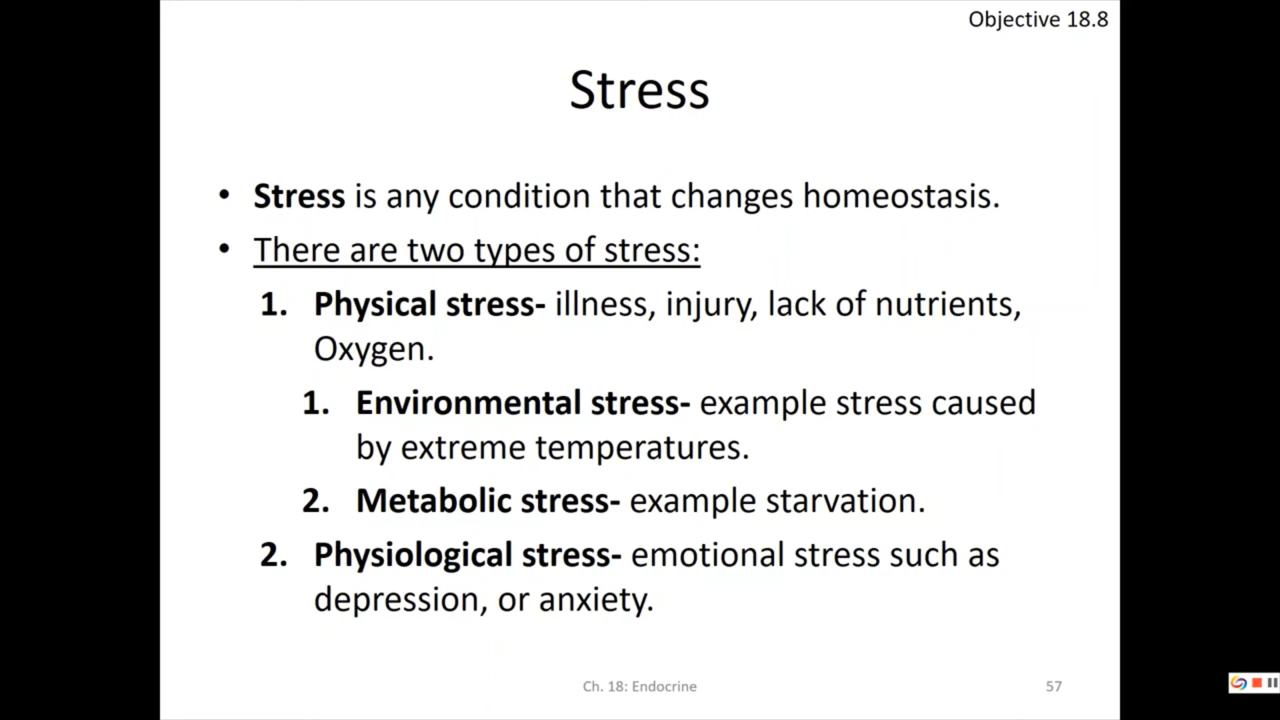 Objective 18.8
Stress
• Stress is any condition that changes homeostasis.
• There are two types of stress:
1. Physical stress- illness, injury, lack of nutrients,
Oxygen.
1. Environmental stress- example stress caused
by extreme temperatures.
2. Metabolic stress- example starvation.
2. Physiological stress- emotional stress such as
depression, or anxiety.
Ch. 18: Endocrine
57